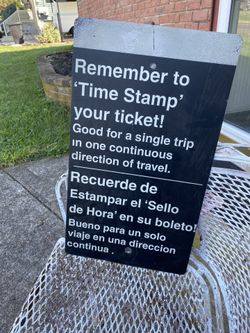 Remember to
'Time Stamp'
your ticket!
Good for a single trip
in one continuous
direction of travel.
Recuerde de
Estampar el 'Sello
de Hora' en su boleto!
Bueno para un solo
viaje en una direccion
continua.